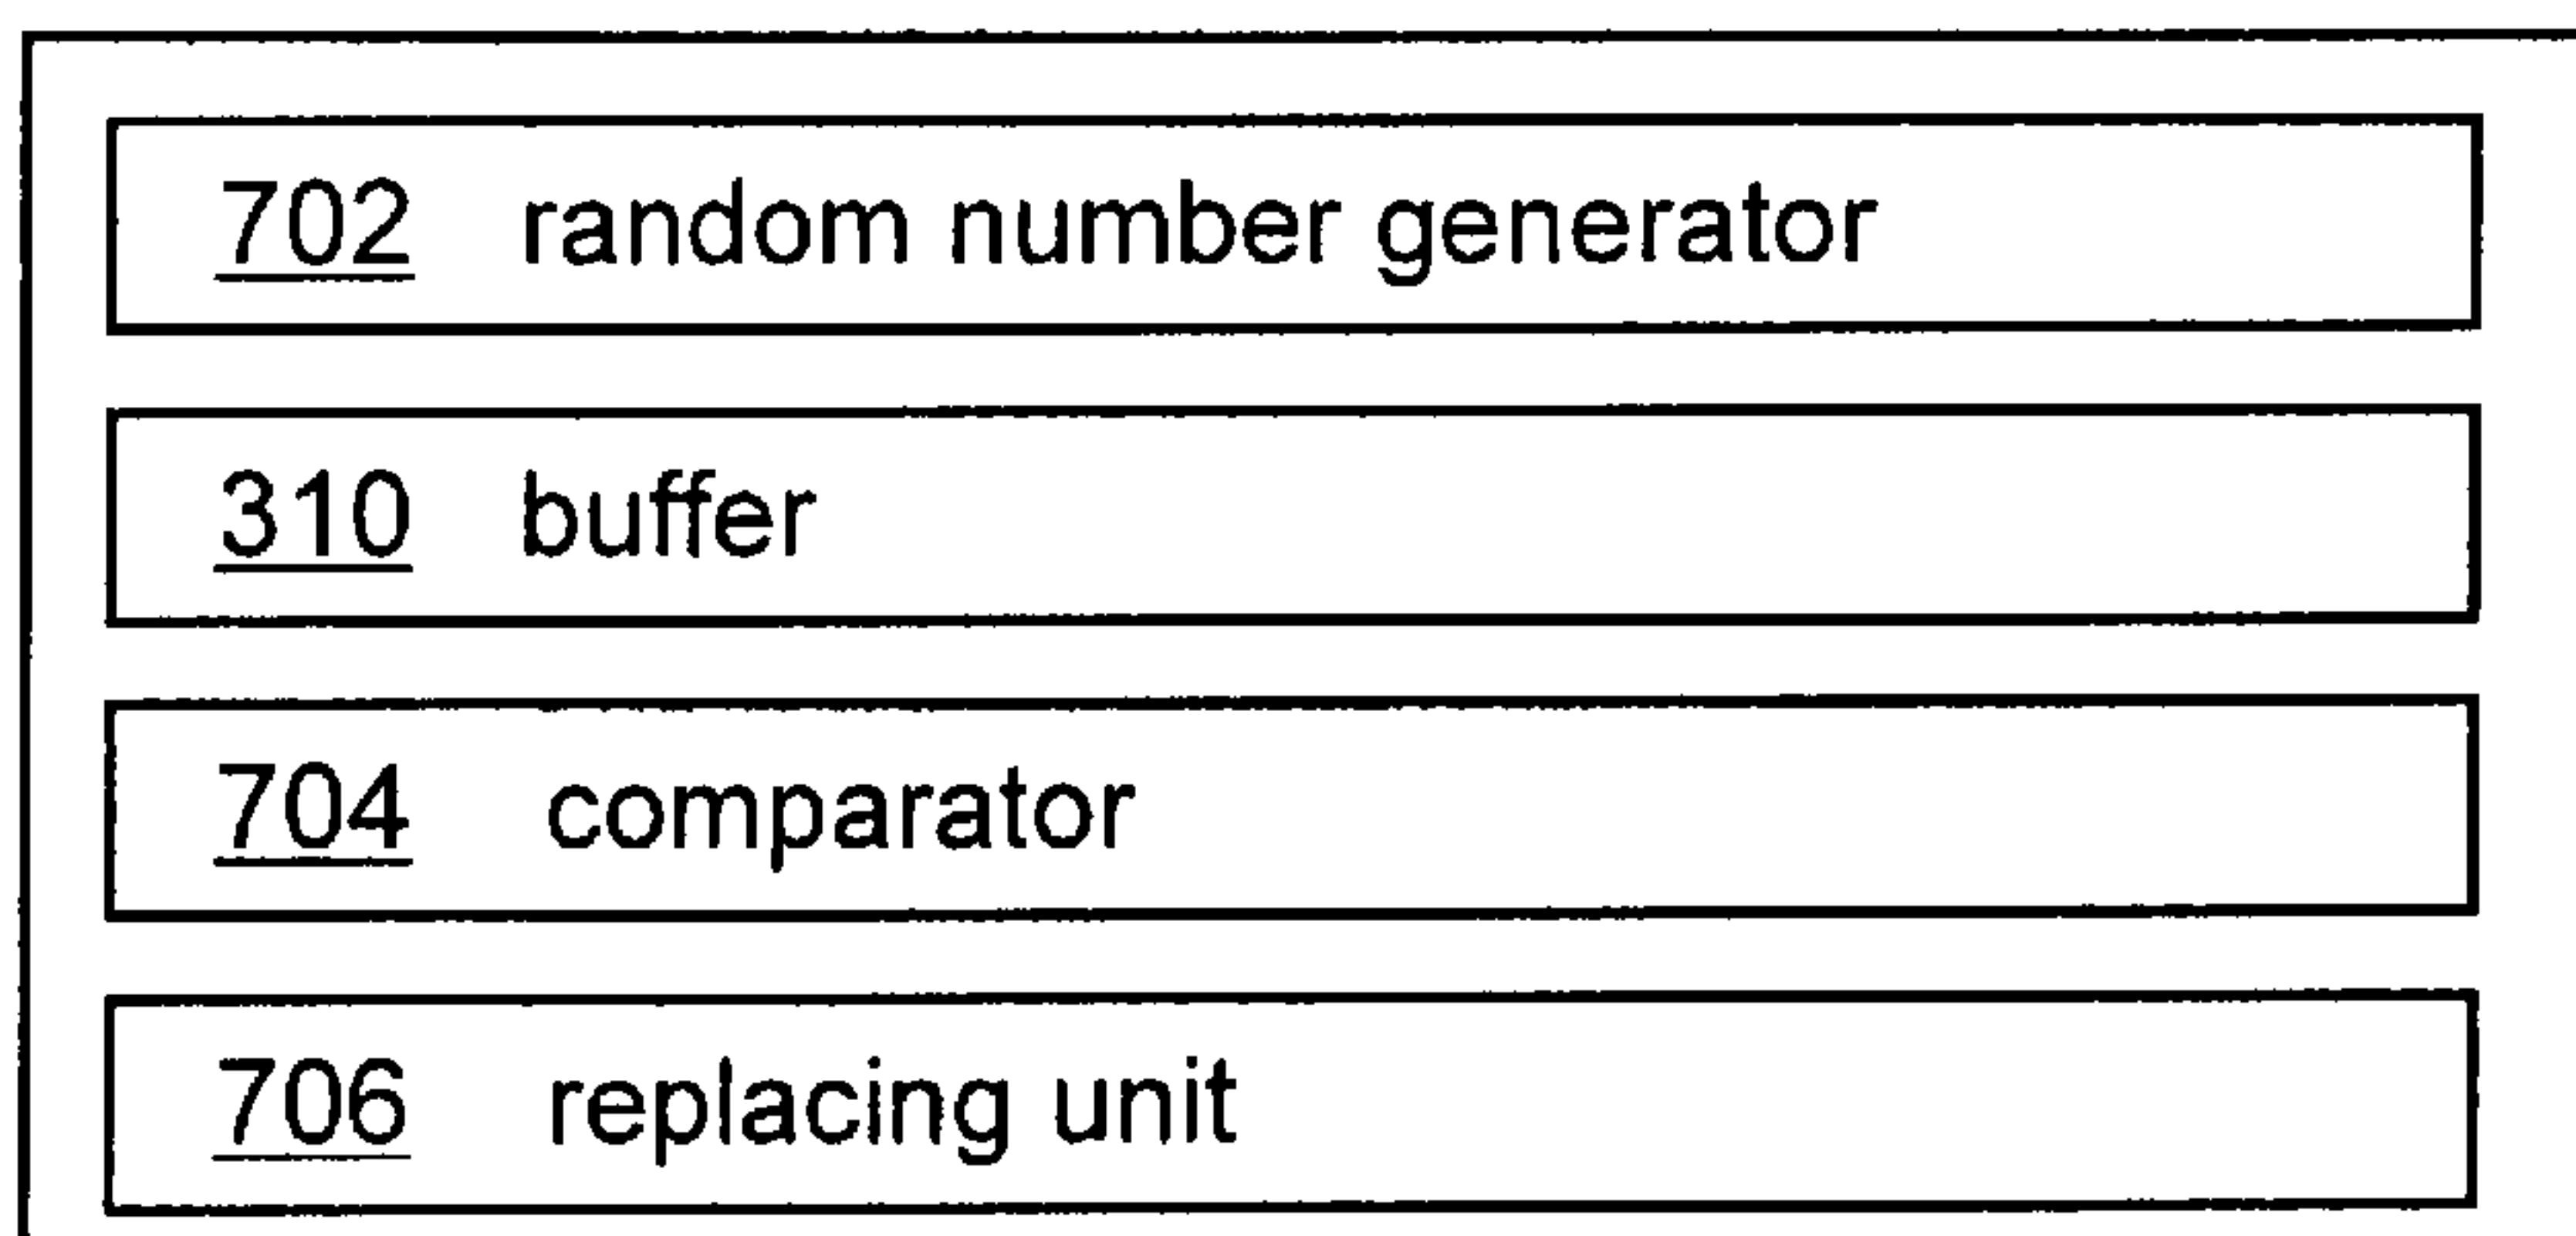 702 random number generator
310 buffer
704 comparator
706 replacing unit